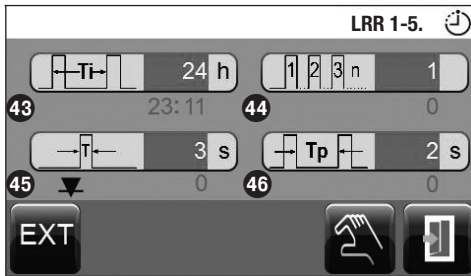 LRR 1-5.
Ti 24 h 1 2 3 n 1
43 23:11 44 0
T 3 s Tp 2 s
45 0 46 0
EXT